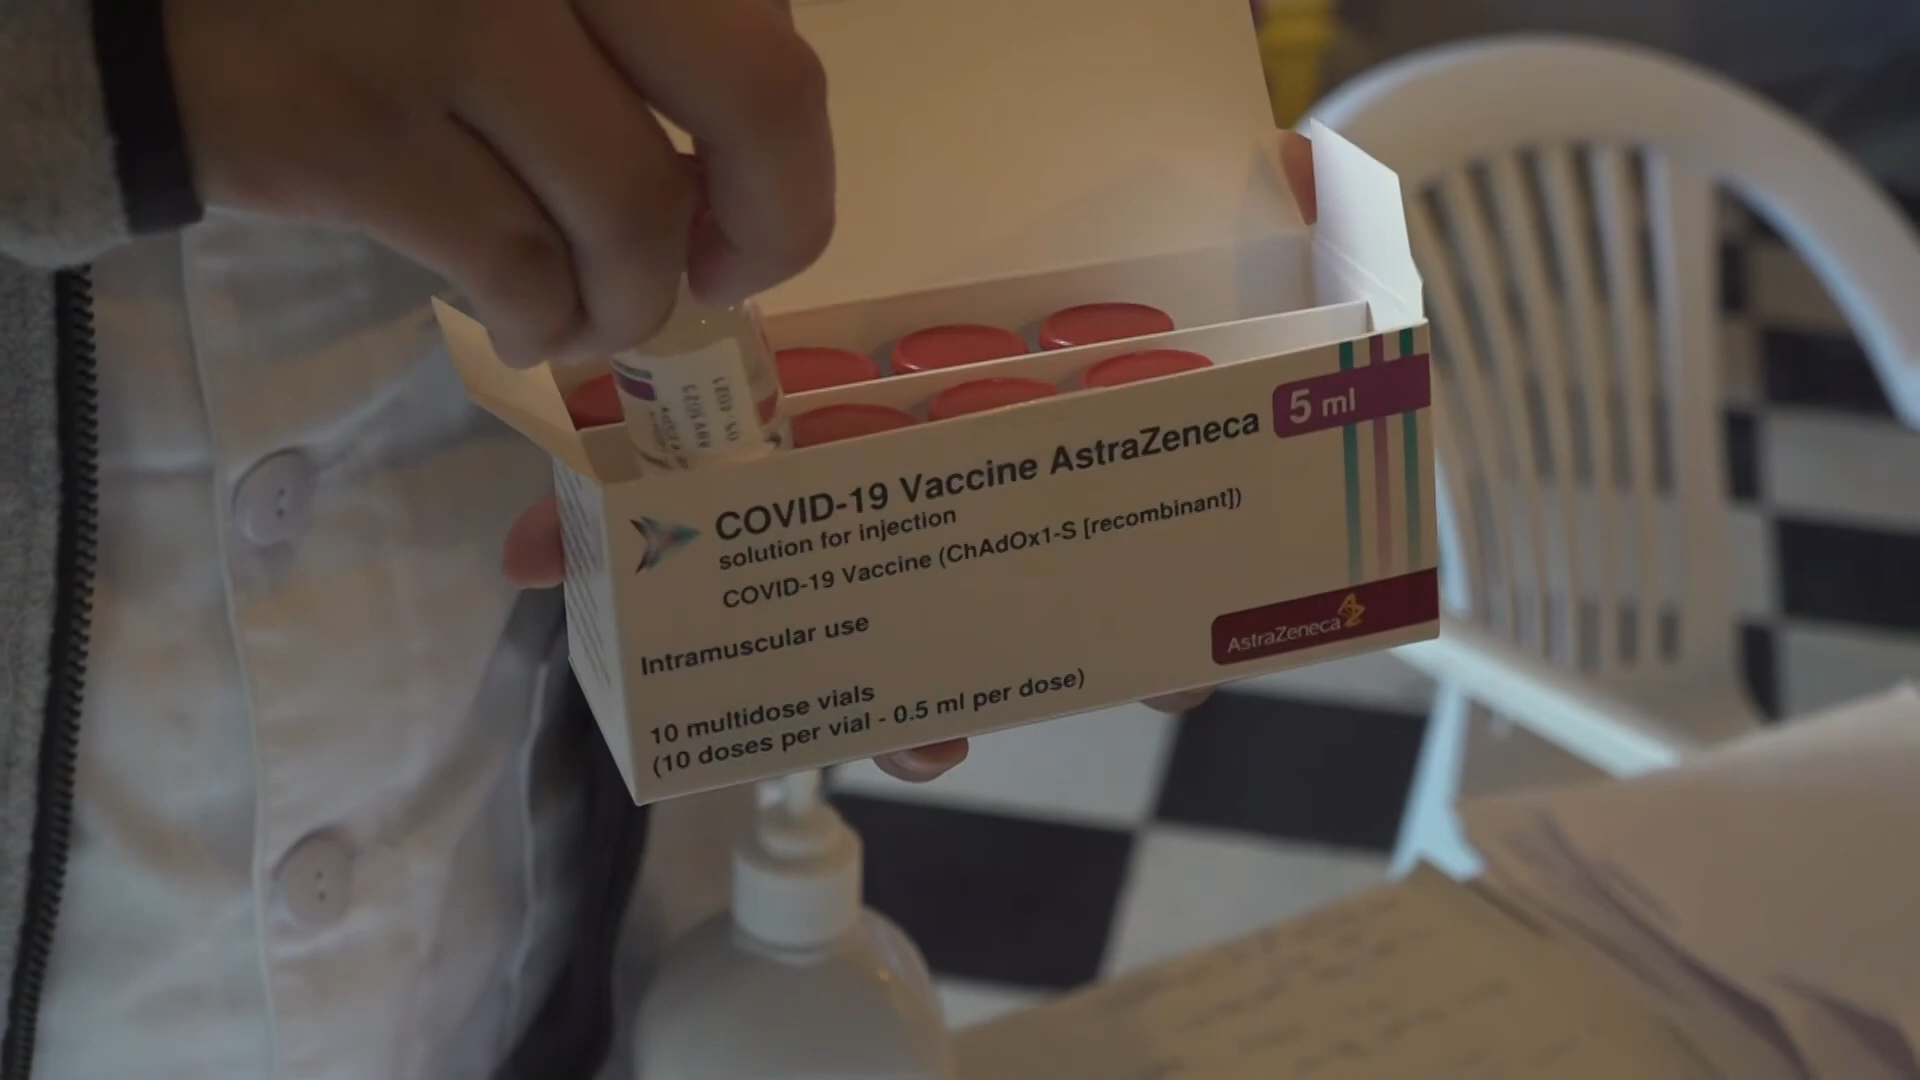 COVID-19 Vaccine AstraZeneca
5 ml
solution for injection
COVID-19 Vaccine (ChAdOx1-S [recombinant])
Intramuscular use
AstraZeneca
10 multidose vials
(10 doses per vial - 0.5 ml per dose)